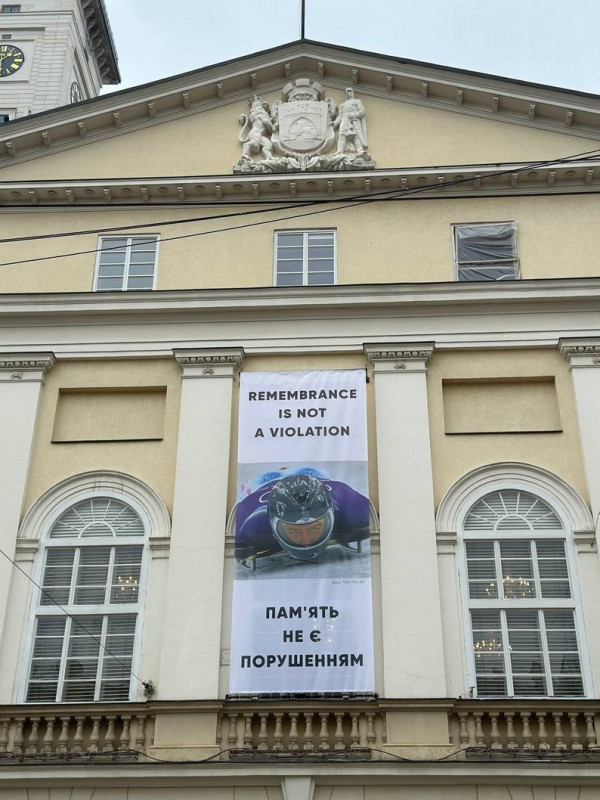 REMEMBRANCE
IS NOT
A VIOLATION
ПАМ'ЯТЬ
НЕ Є
ПОРУШЕННЯМ